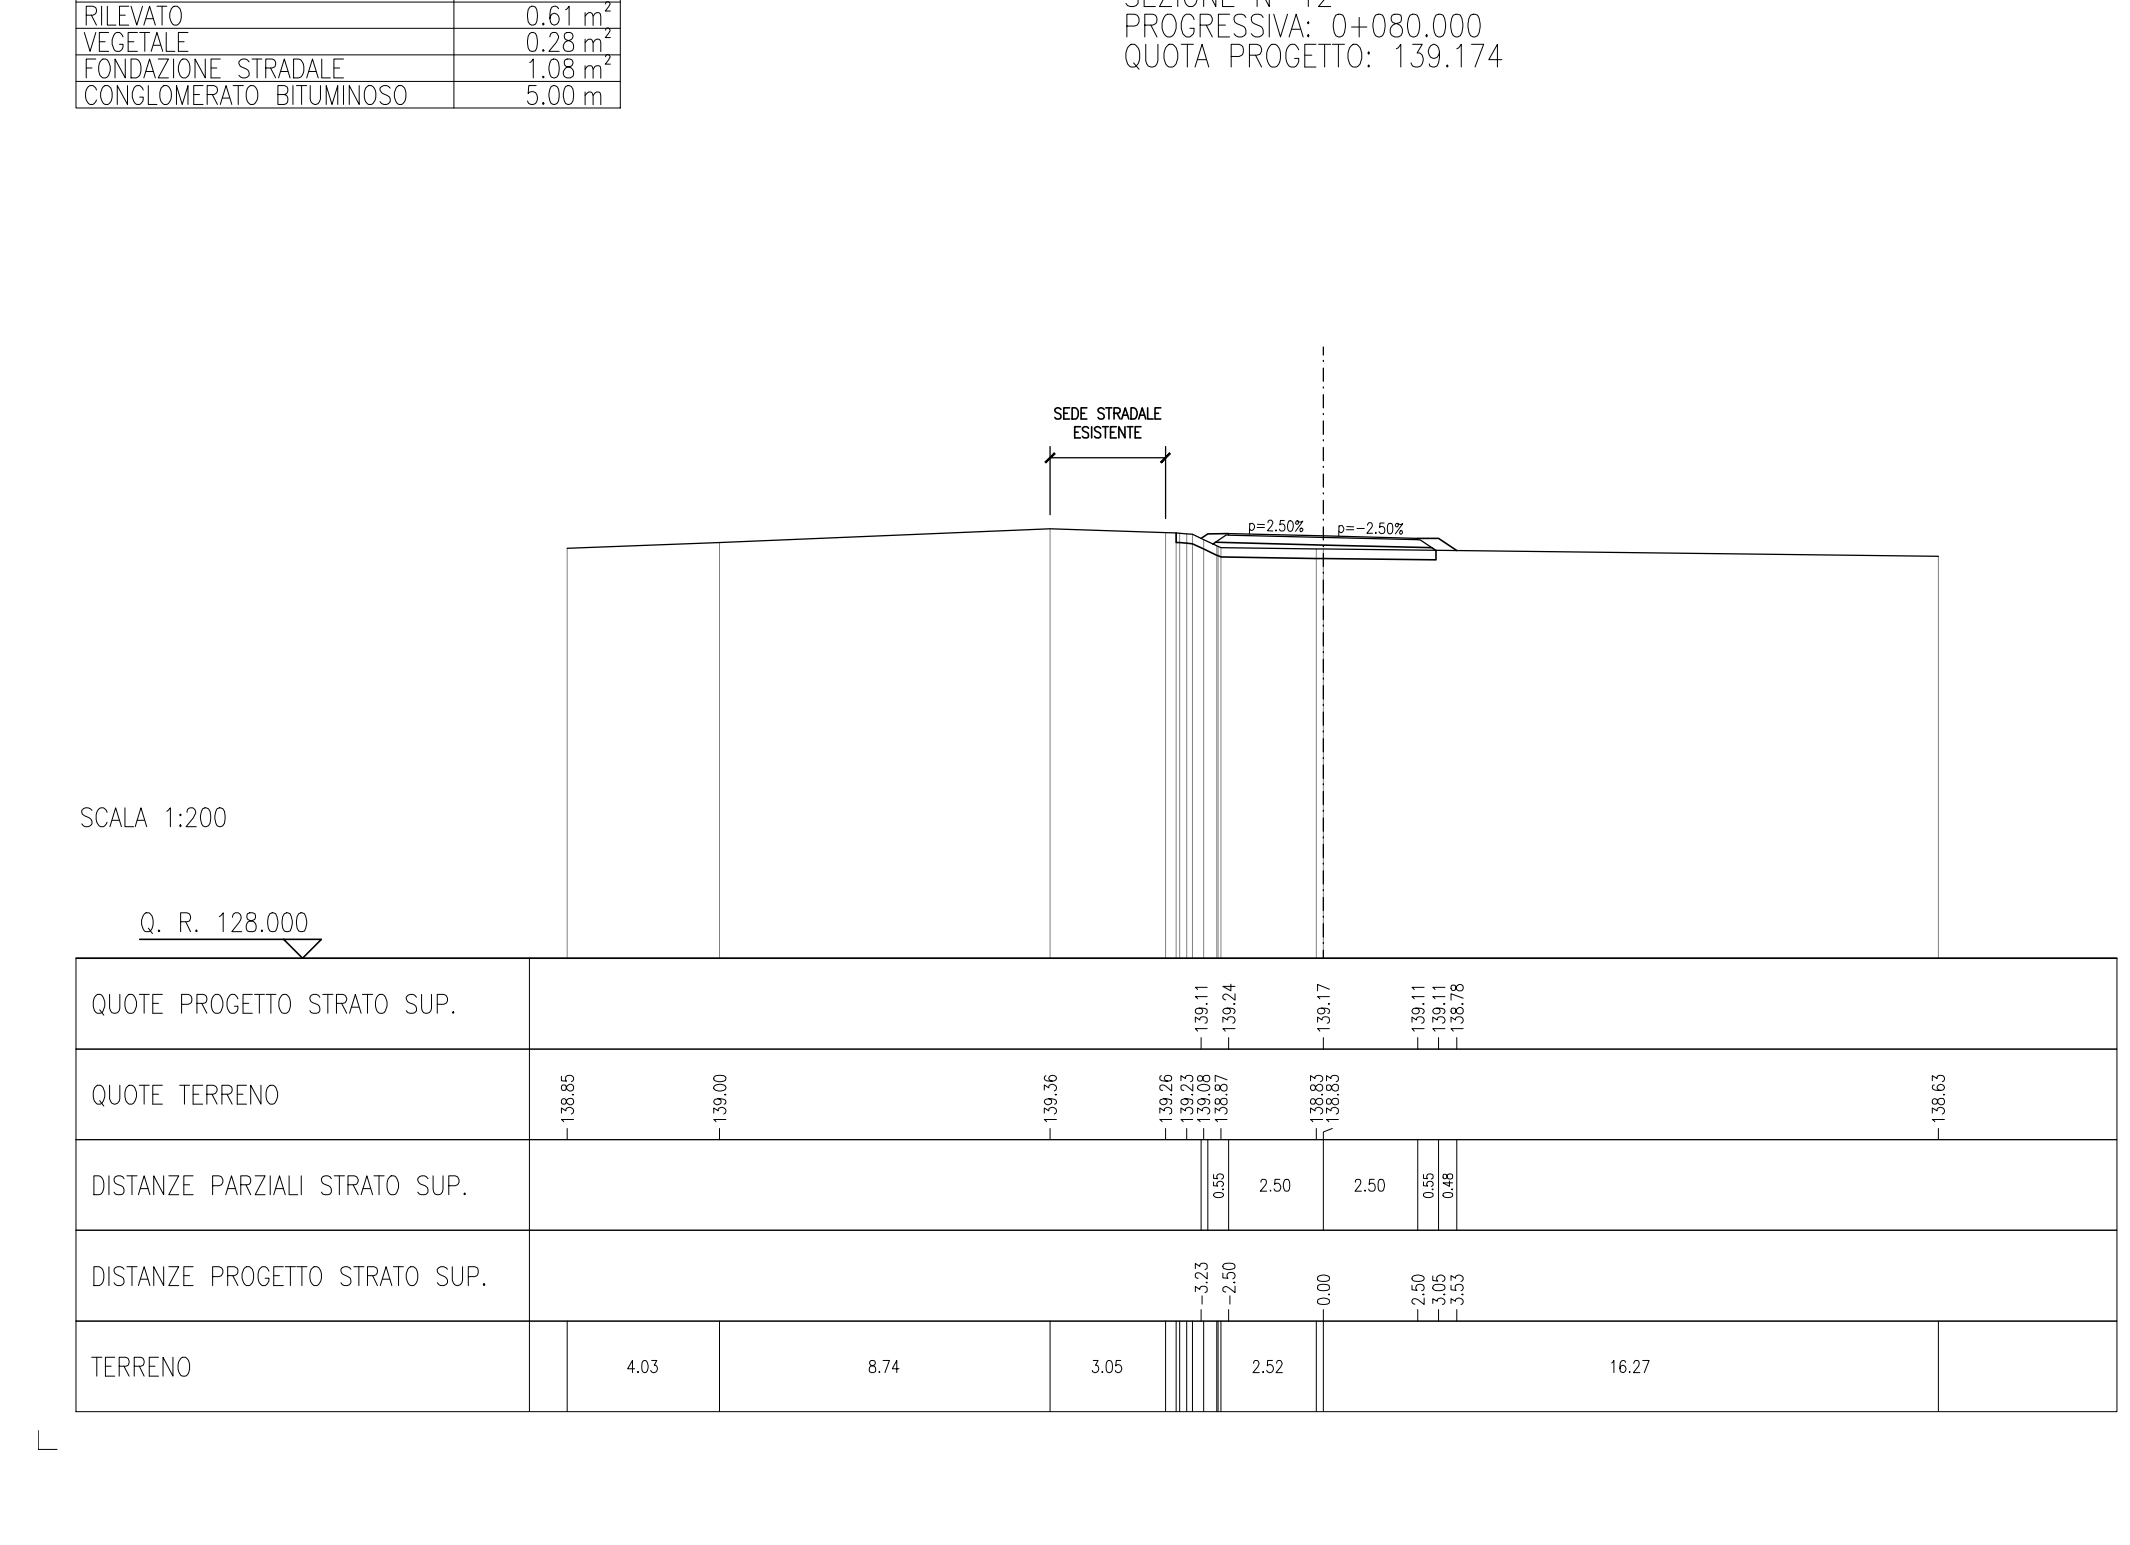 RILEVATO 0.61 m²
VEGETALE 0.28 m²
FONDAZIONE STRADALE 1.08 m²
CONGLOMERATO BITUMINOSO 5.00 m
PROGRESSIVA: 0+080.000
QUOTA PROGETTO: 139.174
SEDE STRADALE
ESISTENTE
p=2.50% p=-2.50%
SCALA 1:200
Q. R. 128.000
QUOTE PROGETTO STRATO SUP. 139.11 139.24 139.17 139.11 139.11 138.78
QUOTE TERRENO 138.85 139.00 139.36 139.26 139.23 139.08 138.87 138.83 138.83 138.63
DISTANZE PARZIALI STRATO SUP. 0.55 2.50 2.50 0.55 0.48
DISTANZE PROGETTO STRATO SUP. -3.23 -2.50 0.00 2.50 3.05 3.53
TERRENO 4.03 8.74 3.05 2.52 16.27